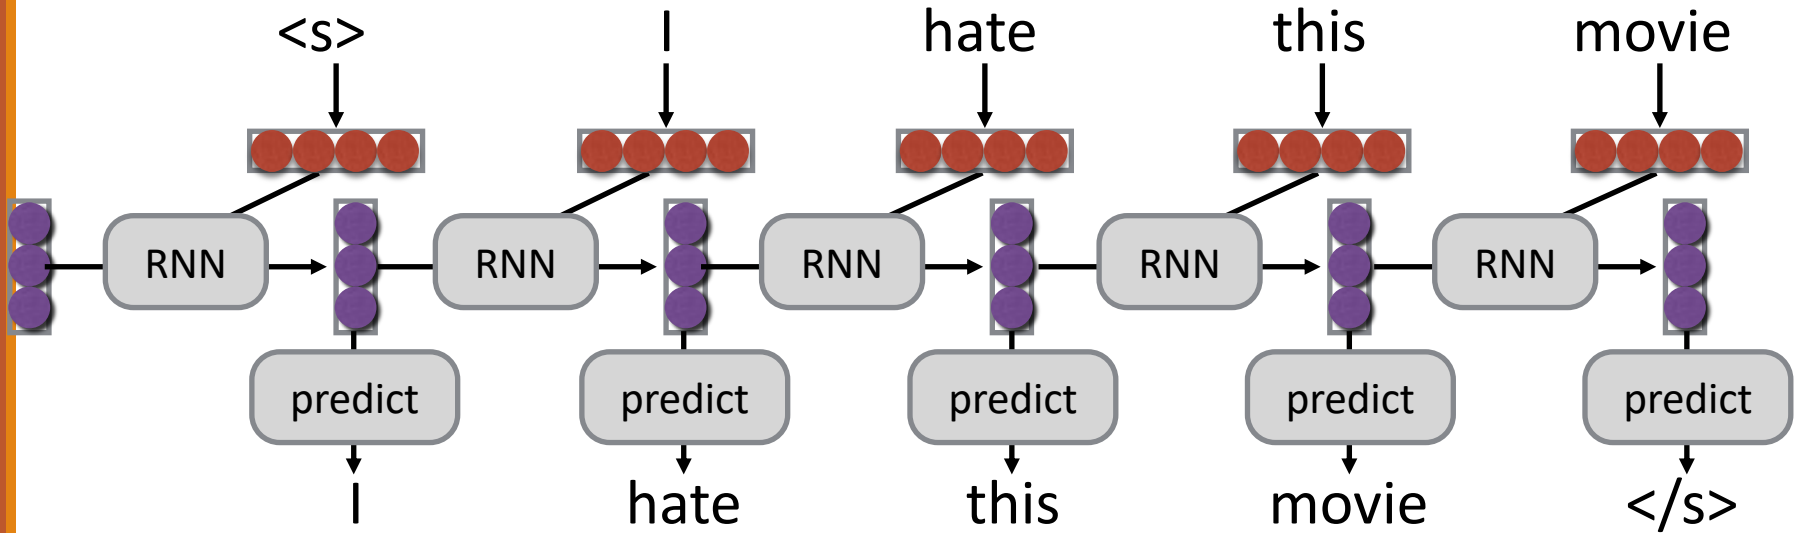 <s> I hate this movie
RNN RNN RNN RNN RNN
predict predict predict predict predict
I hate this movie </s>